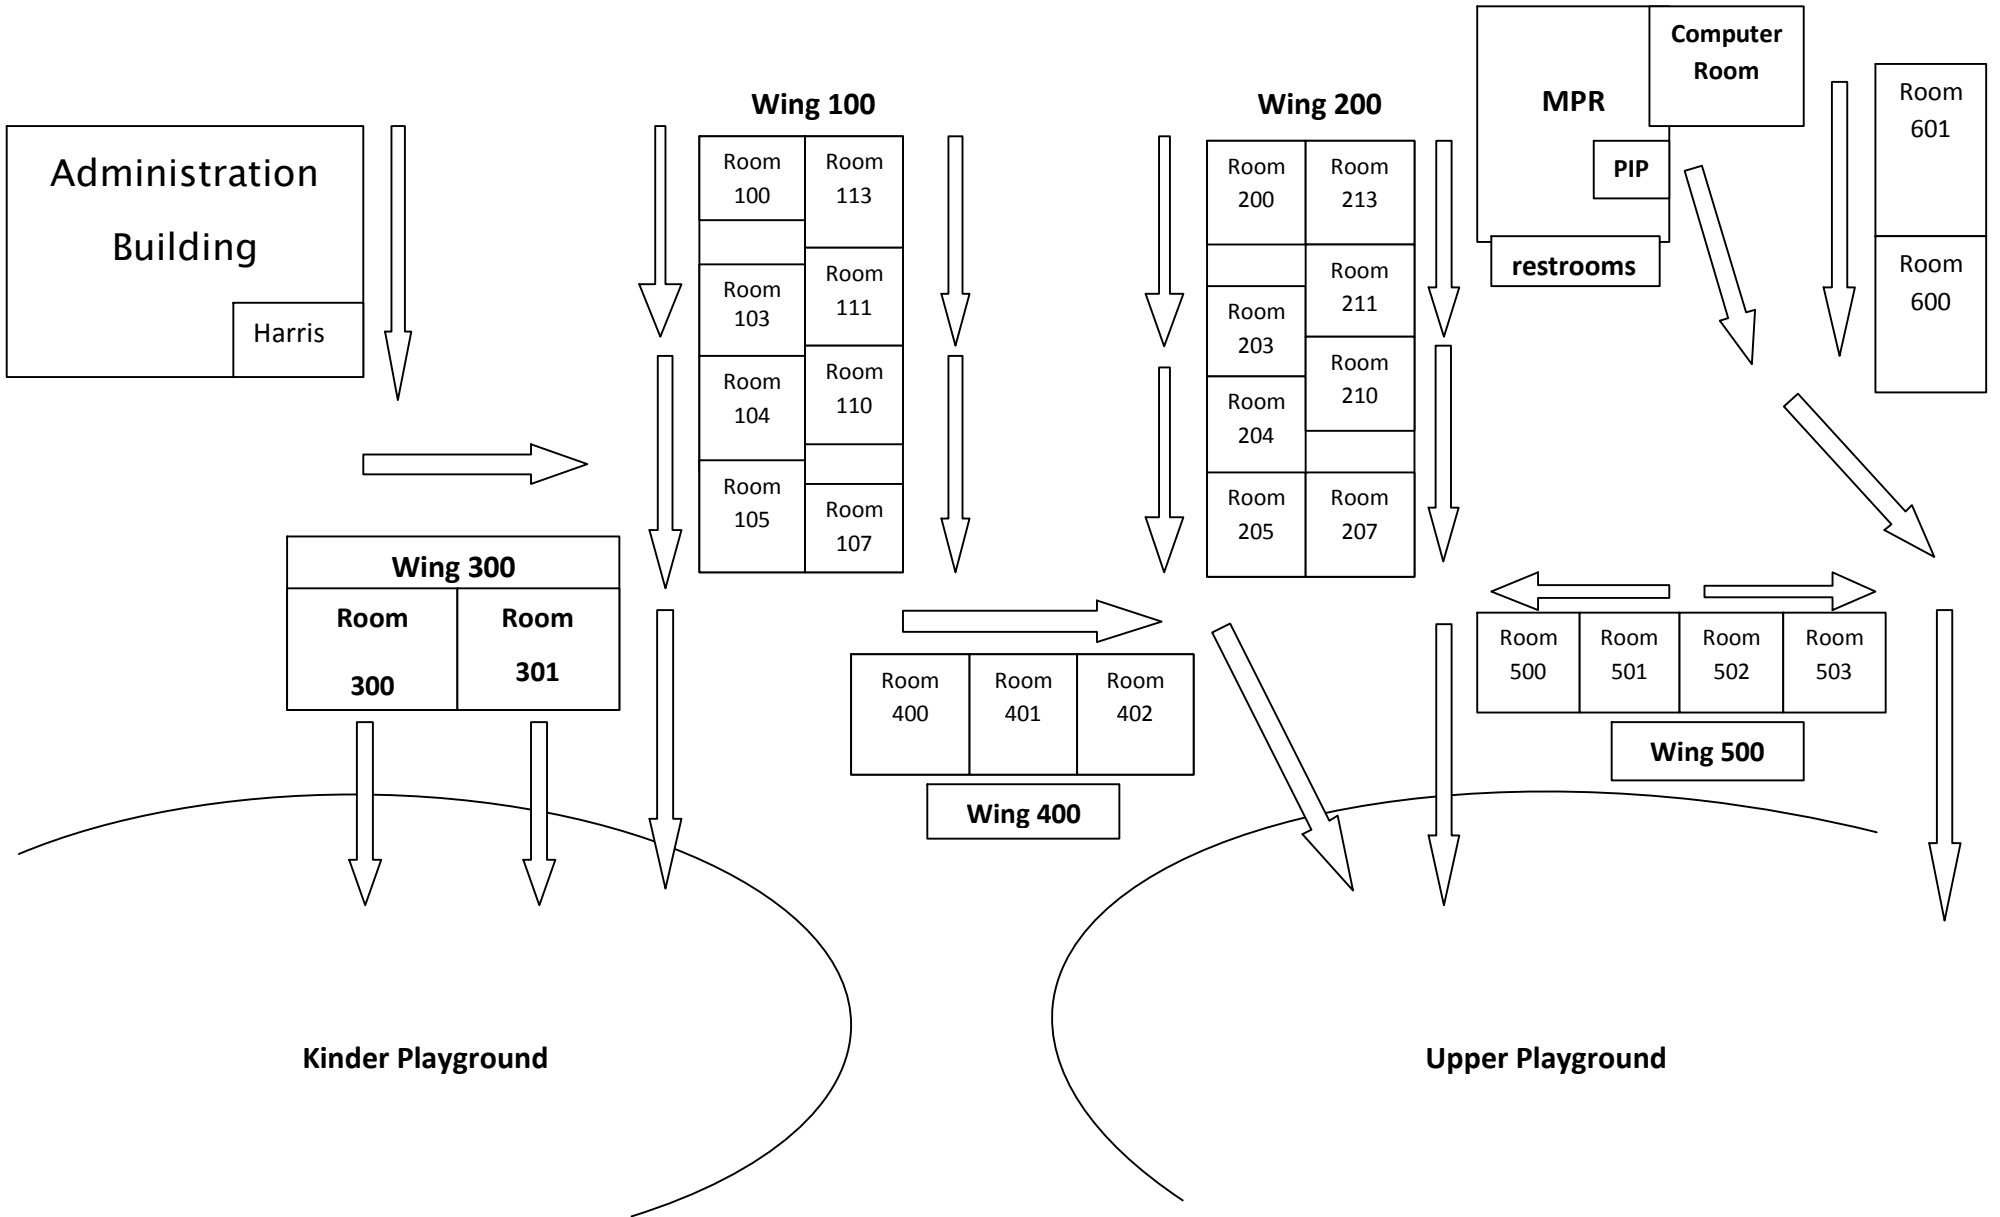 Computer
Room
MPR
PIP
restrooms
Room
601
Room
600
Wing 100
Wing 200
Administration
Building
Harris
Room
100
Room
113
Room
103
Room
111
Room
104
Room
110
Room
105
Room
107
Room
200
Room
213
Room
203
Room
211
Room
204
Room
210
Room
205
Room
207
Wing 300
Room
300
Room
301
Room
400
Room
401
Room
402
Wing 400
Room
500
Room
501
Room
502
Room
503
Wing 500
Kinder Playground
Upper Playground